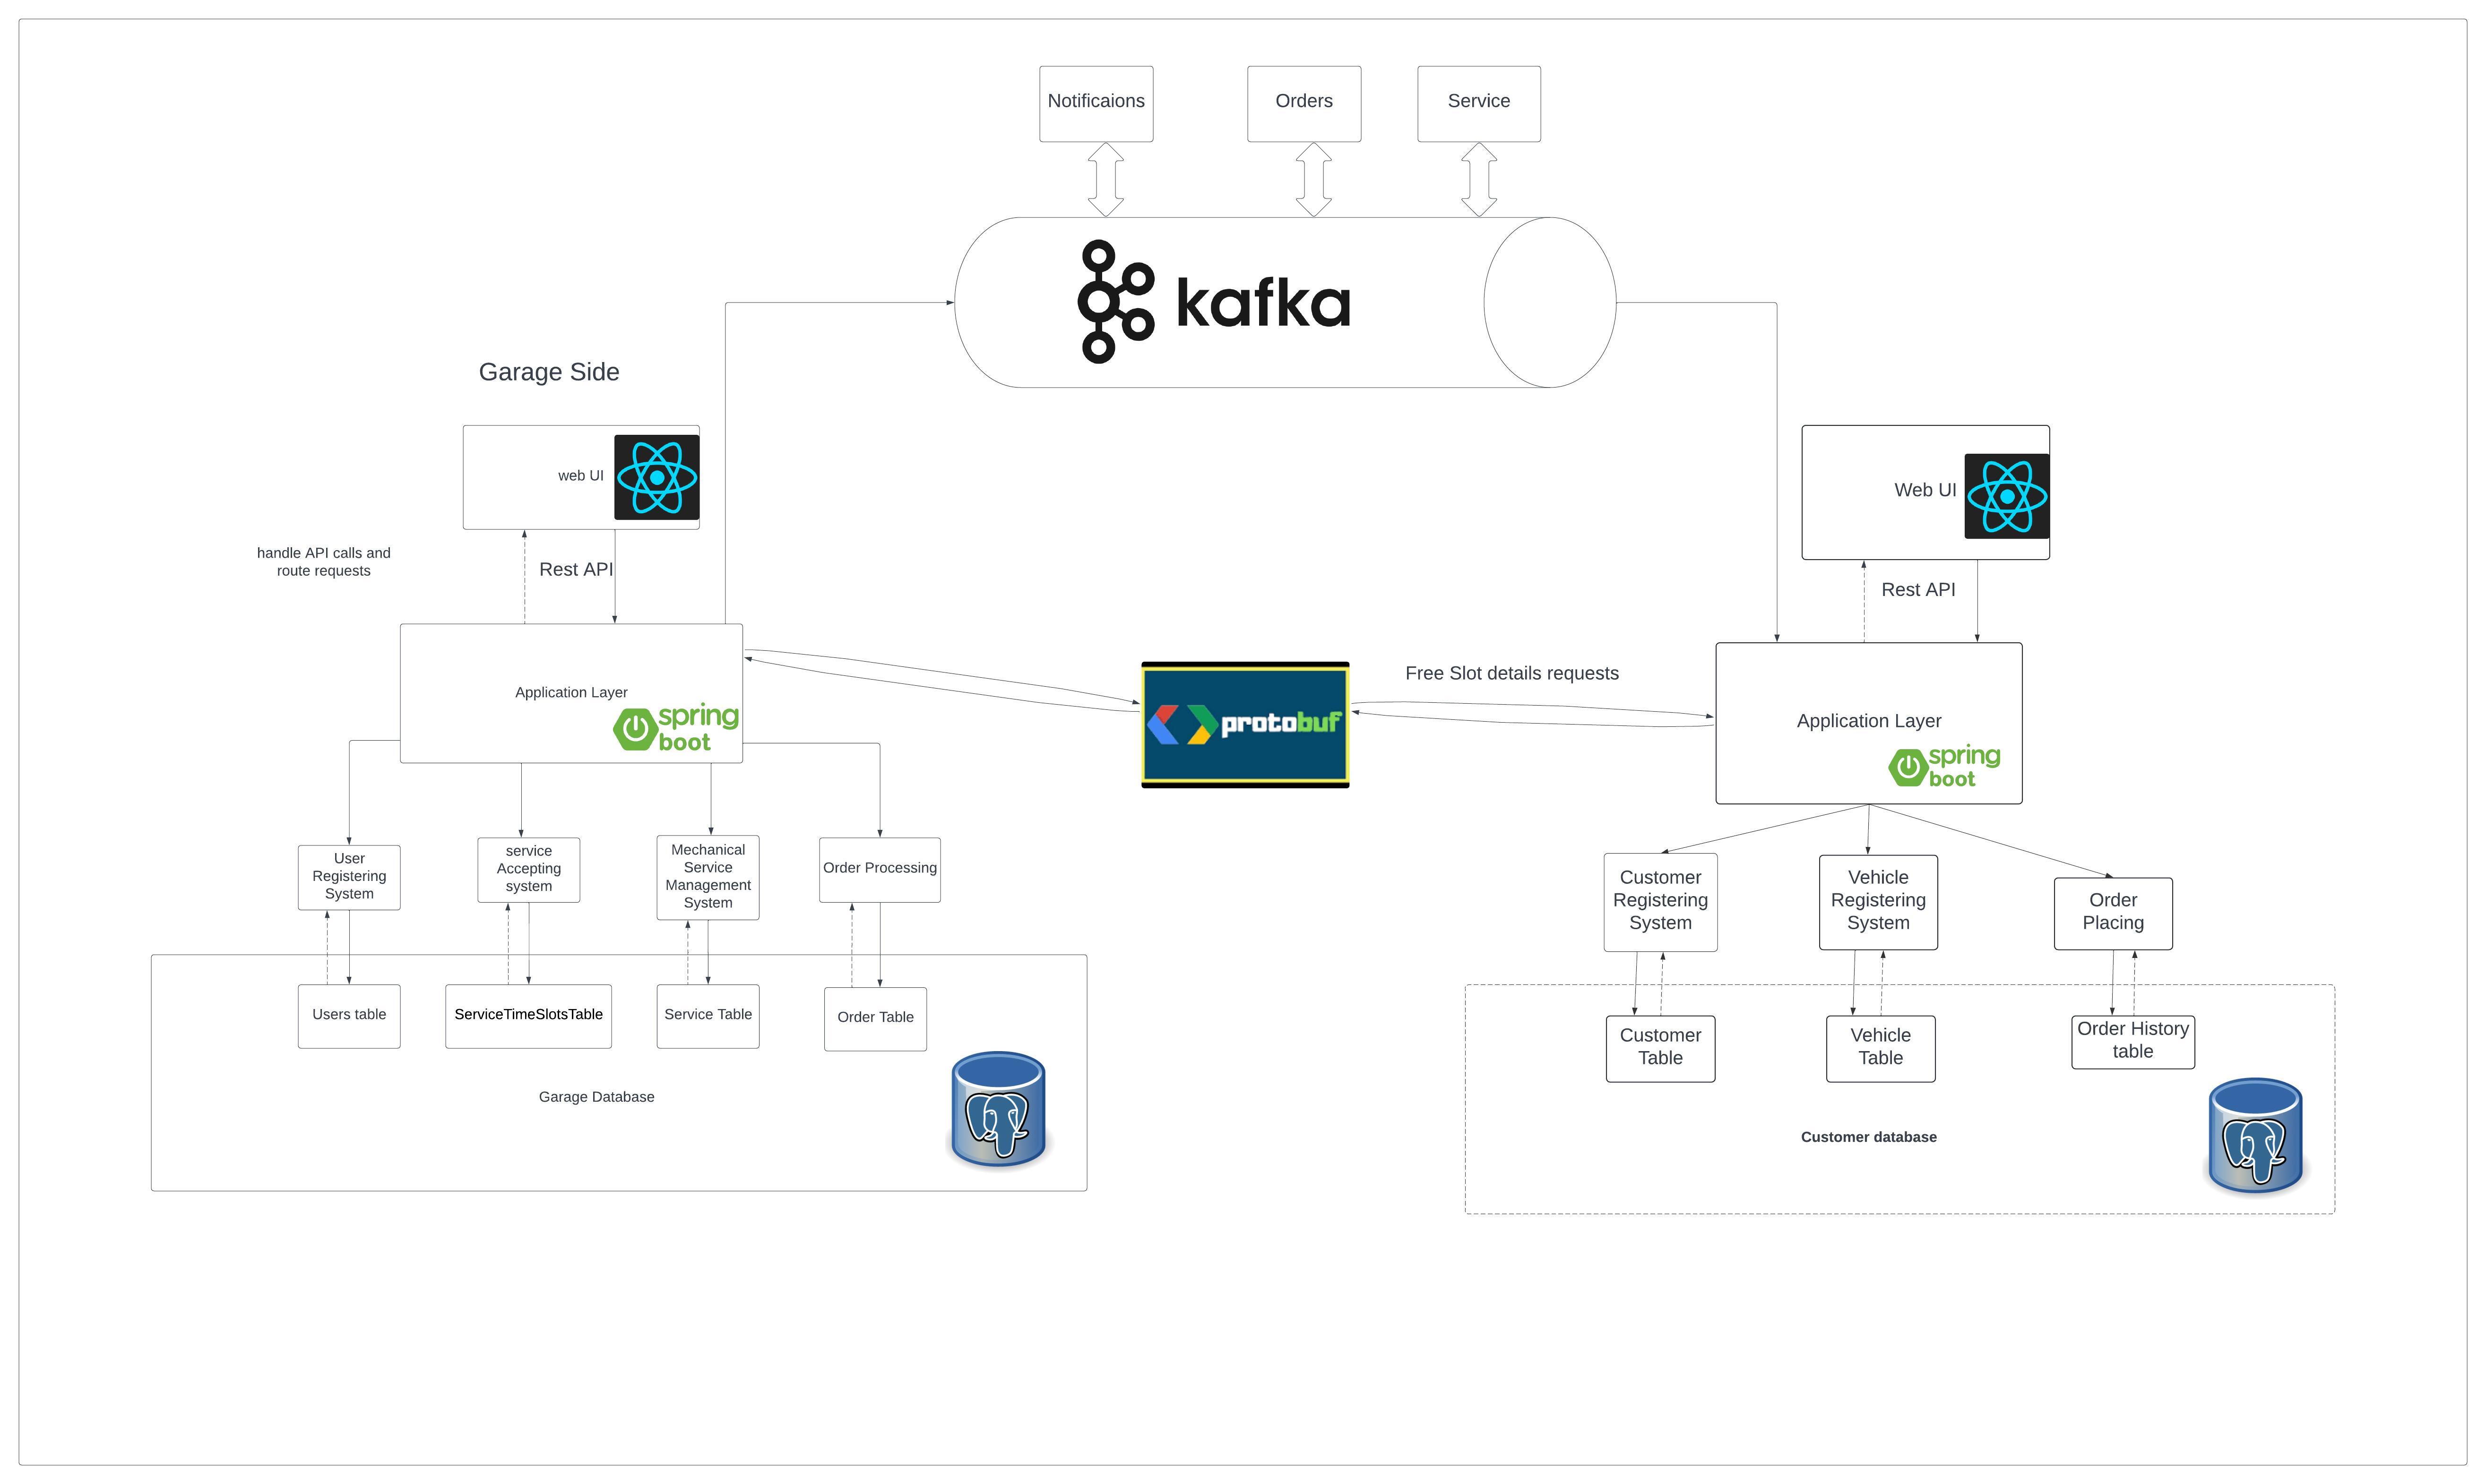 Notificaions
Orders
Service
kafka
Garage Side
web UI
Web UI
handle API calls and
route requests
Rest API
Rest API
Application Layer
spring
boot
protobuf
Free Slot details requests
Application Layer
spring
boot
User
Registering
System
service
Accepting
system
Mechanical
Service
Management
System
Order Processing
Customer
Registering
System
Vehicle
Registering
System
Order
Placing
Users table
ServiceTimeSlotsTable
Service Table
Order Table
Garage Database
Customer
Table
Vehicle
Table
Order History
table
Customer database